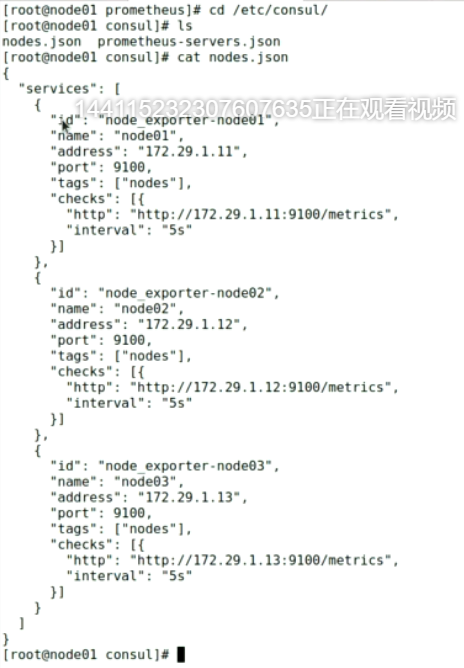 [root@node01 prometheus]# cd /etc/consul/
[root@node01 consul]# ls
nodes.json  prometheus-servers.json
[root@node01 consul]# cat nodes.json
{
  "services": [
    {
144115232307607635正在观看视频
      "id": "node_exporter-node01",
      "name": "node01",
      "address": "172.29.1.11",
      "port": 9100,
      "tags": ["nodes"],
      "checks": [{
        "http": "http://172.29.1.11:9100/metrics",
        "interval": "5s"
      }]
    },
    {
      "id": "node_exporter-node02",
      "name": "node02",
      "address": "172.29.1.12",
      "port": 9100,
      "tags": ["nodes"],
      "checks": [{
        "http": "http://172.29.1.12:9100/metrics",
        "interval": "5s"
      }]
    },
    {
      "id": "node_exporter-node03",
      "name": "node03",
      "address": "172.29.1.13",
      "port": 9100,
      "tags": ["nodes"],
      "checks": [{
        "http": "http://172.29.1.13:9100/metrics",
        "interval": "5s"
      }]
    }
  ]
}
[root@node01 consul]#